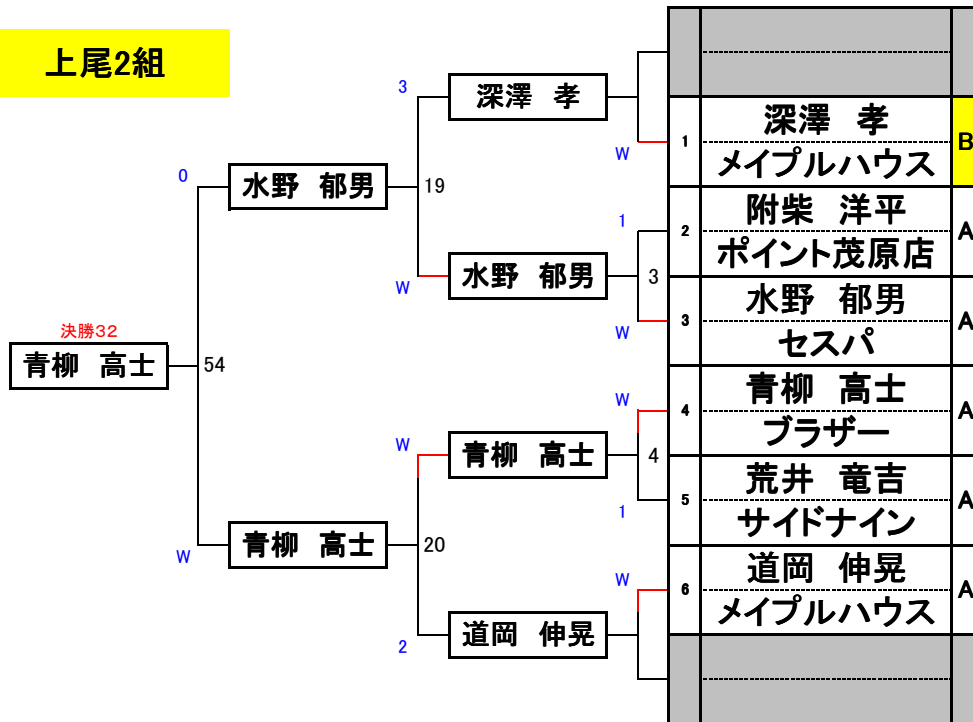 上尾2組
決勝32
青柳 高士
54
0
水野 郁男
W
青柳 高士
19
20
3
深澤 孝
W
水野 郁男
W
青柳 高士
2
道岡 伸晃
W
1
3
W
W
4
1
W
1
深澤 孝
メイプルハウス
B
2
附柴 洋平
ポイント茂原店
A
3
水野 郁男
セスパ
A
4
青柳 高士
ブラザー
A
5
荒井 竜吉
サイドナイン
A
6
道岡 伸晃
メイプルハウス
A